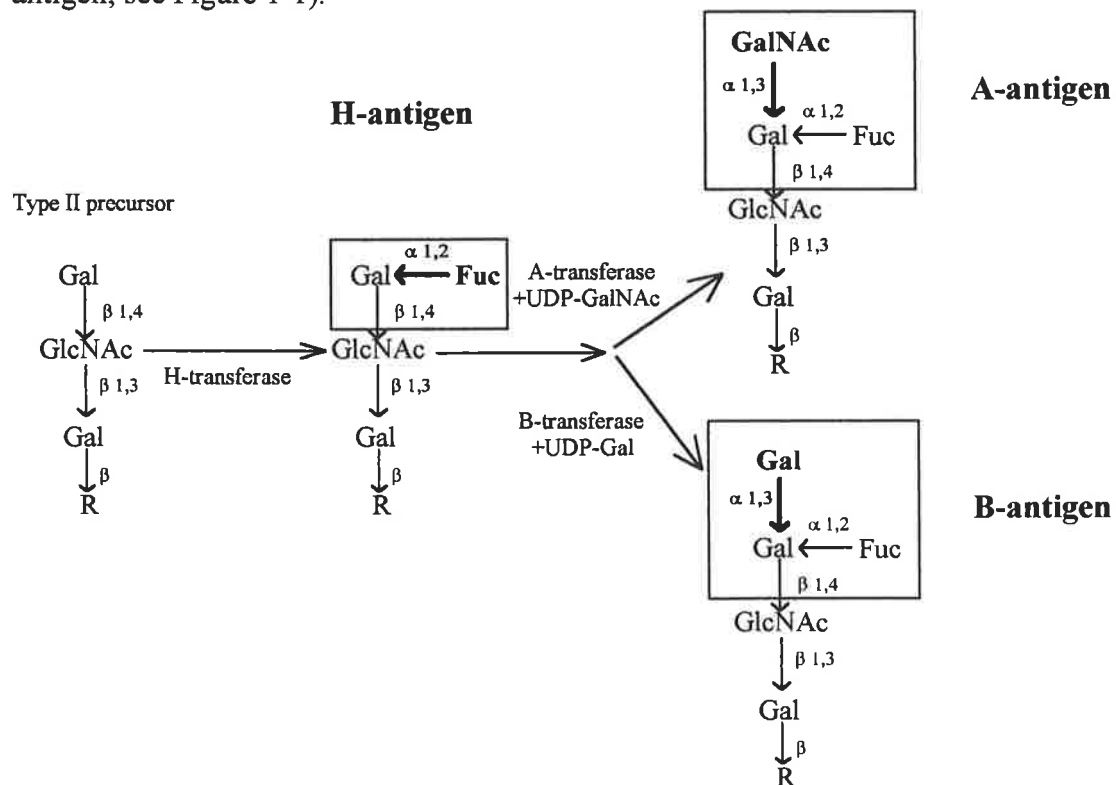 antigen, see Figure 1-1).
GalNAc
α 1,3
A-antigen
α 1,2
Gal
Fuc
β 1,4
GlcNAc
β 1,3
Gal
β
R
H-antigen
Type II precursor
Gal
β 1,4
GlcNAc
β 1,3
Gal
β
R
H-transferase
α 1,2
Gal
Fuc
β 1,4
GlcNAc
β 1,3
Gal
β
R
A-transferase
+UDP-GalNAc
B-transferase
+UDP-Gal
Gal
α 1,3
B-antigen
α 1,2
Gal
Fuc
β 1,4
GlcNAc
β 1,3
Gal
β
R